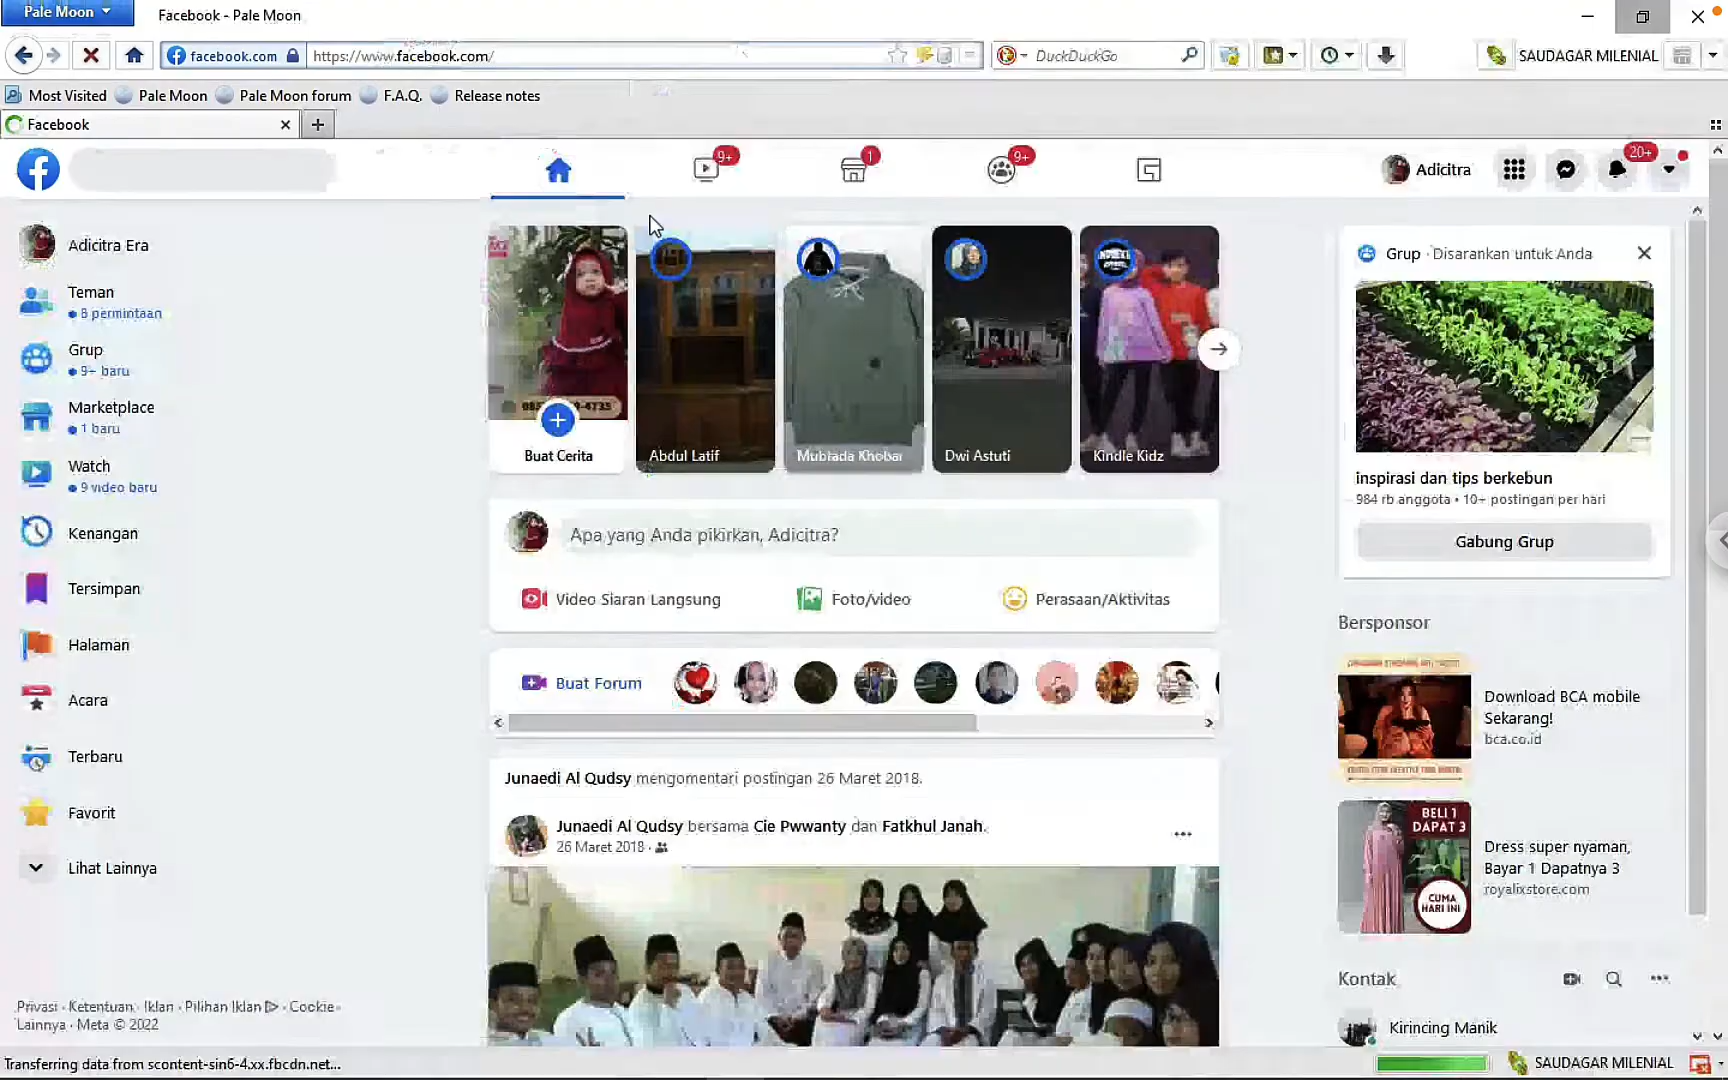 Pale Moon
Facebook - Pale Moon
facebook.com
https://www.facebook.com/
DuckDuckGo
SAUDAGAR MILENIAL
Most Visited
Pale Moon
Pale Moon forum
F.A.Q.
Release notes
Facebook
9+
1
9+
20+
Adicitra
Adicitra Era
Teman
8 permintaan
Grup
9+ baru
Marketplace
1 baru
Watch
9 video baru
Kenangan
Tersimpan
Halaman
Acara
Terbaru
Favorit
Lihat Lainnya
Privasi · Ketentuan · Iklan · Pilihan Iklan · Cookie ·
Lainnya · Meta © 2022
Buat Cerita
Abdul Latif
Mubtada Khobar
Dwi Astuti
Kindle Kidz
Apa yang Anda pikirkan, Adicitra?
Video Siaran Langsung
Foto/video
Perasaan/Aktivitas
Buat Forum
Junaedi Al Qudsy mengomentari postingan 26 Maret 2018.
Junaedi Al Qudsy bersama Cie Pwwanty dan Fatkhul Janah.
26 Maret 2018 ·
Grup · Disarankan untuk Anda
inspirasi dan tips berkebun
984 rb anggota • 10+ postingan per hari
Gabung Grup
Bersponsor
Download BCA mobile
Sekarang!
bca.co.id
BELI 1
DAPAT 3
CUMA
HARI INI
Dress super nyaman,
Bayar 1 Dapatnya 3
royalixstore.com
Kontak
Kirincing Manik
Transferring data from scontent-sin6-4.xx.fbcdn.net...
SAUDAGAR MILENIAL